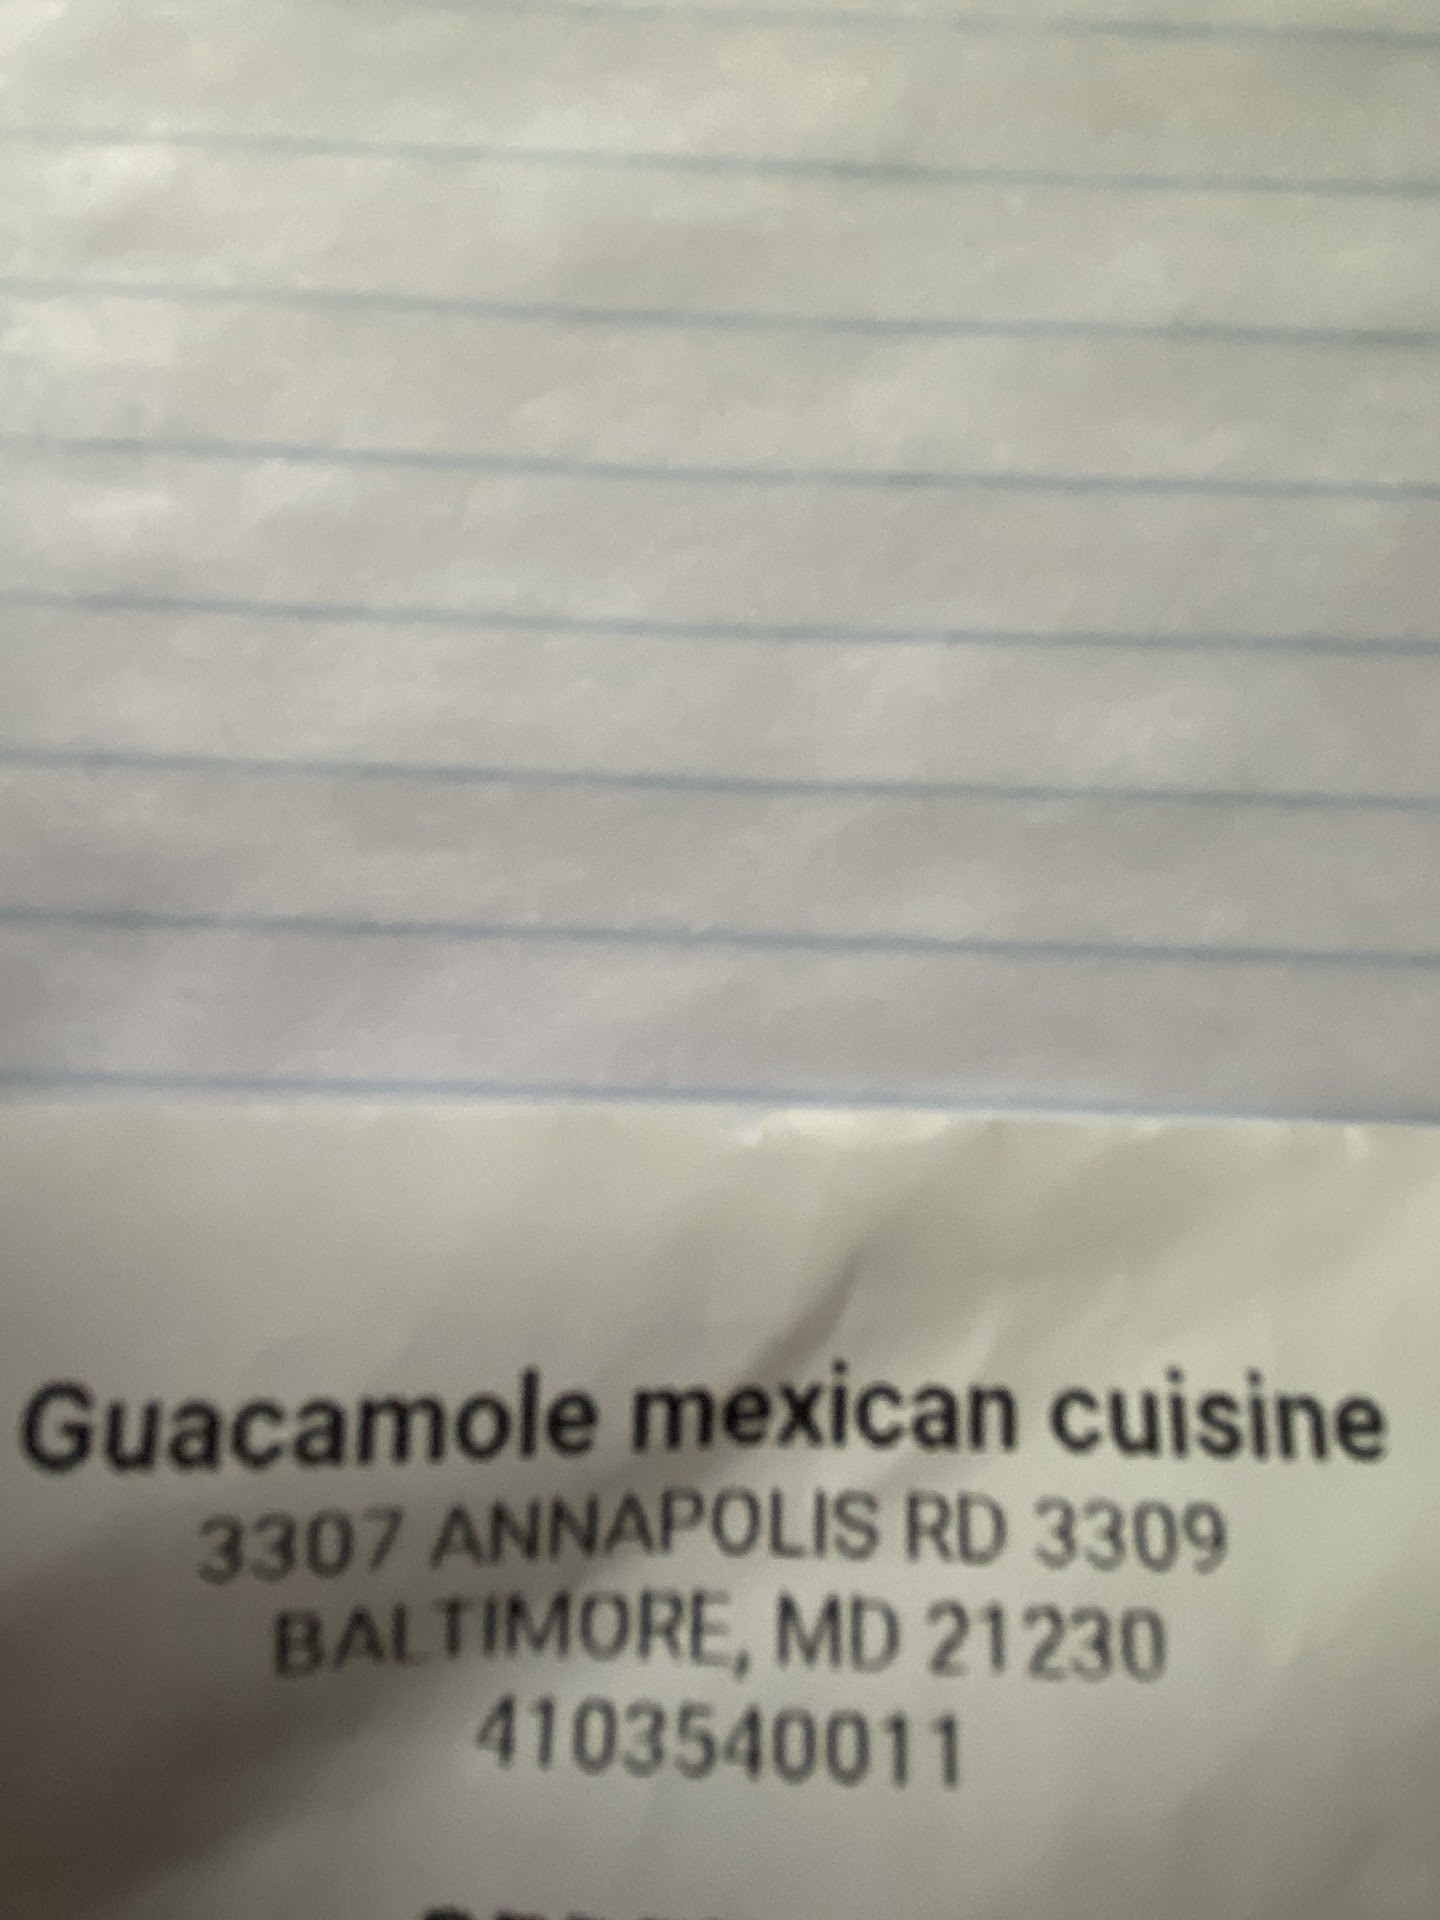 Guacamole mexican cuisine
3307 ANNAPOLIS RD 3309
BALTIMORE, MD 21230
4103540011